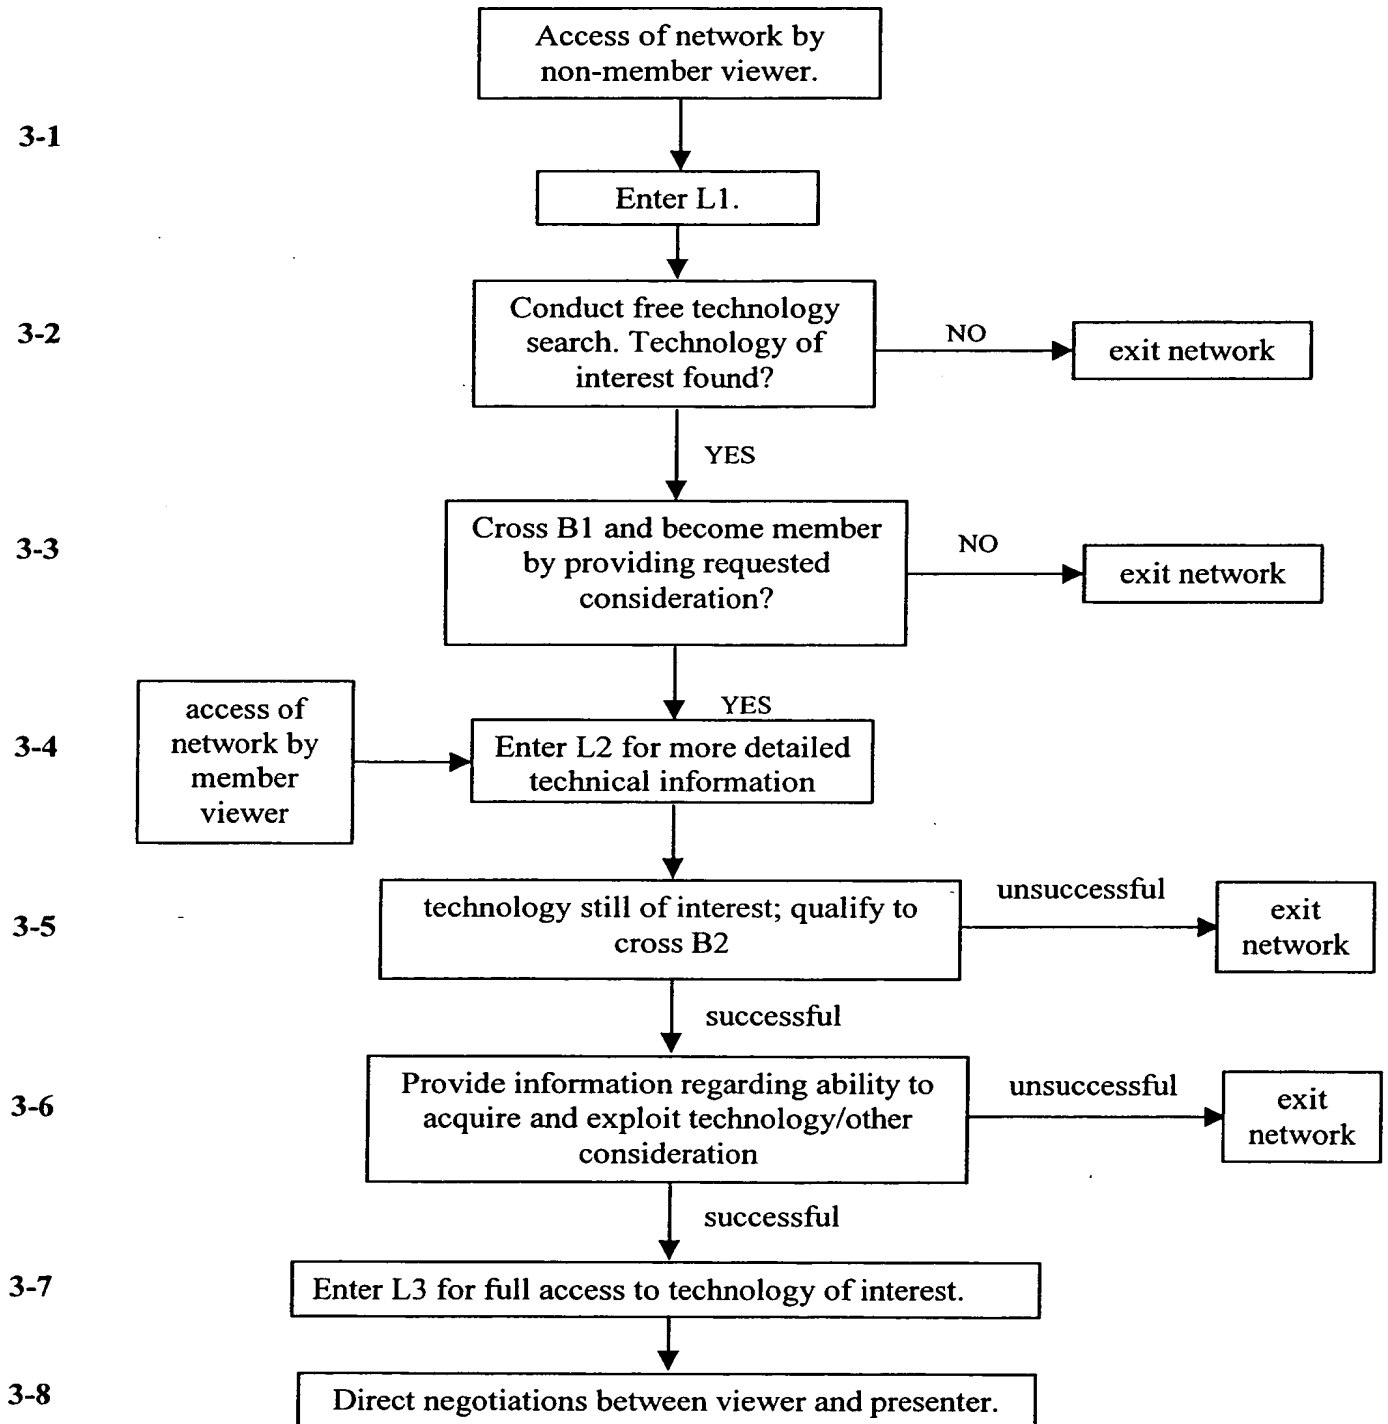 Access of network by
non-member viewer.
3-1
Enter L1.
3-2
Conduct free technology
search. Technology of
interest found?
NO
exit network
YES
3-3
Cross B1 and become member
by providing requested
consideration?
NO
exit network
YES
access of
network by
member
viewer
3-4
Enter L2 for more detailed
technical information
3-5
technology still of interest; qualify to
cross B2
unsuccessful
exit
network
successful
3-6
Provide information regarding ability to
acquire and exploit technology/other
consideration
unsuccessful
exit
network
successful
3-7
Enter L3 for full access to technology of interest.
3-8
Direct negotiations between viewer and presenter.